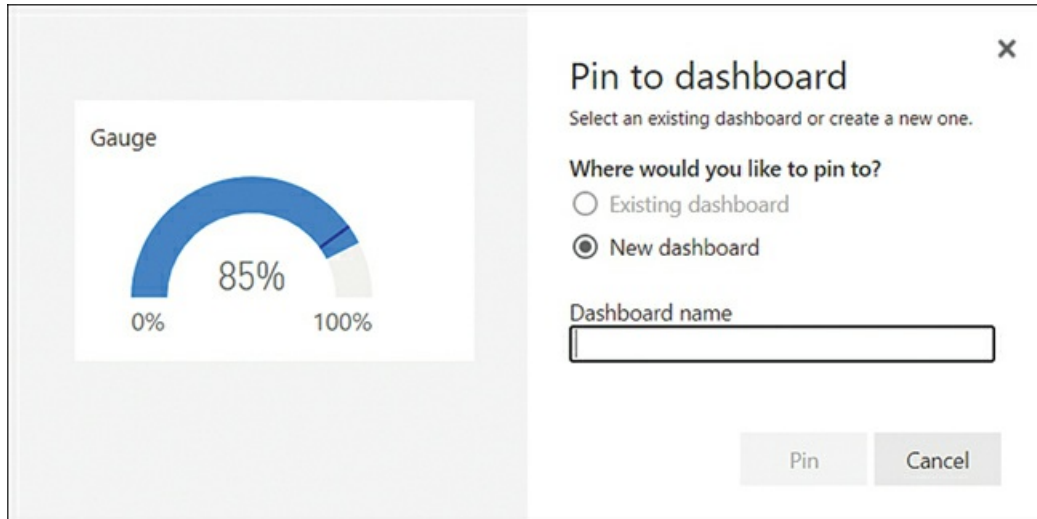 Gauge
85%
0%
100%
Pin to dashboard
Select an existing dashboard or create a new one.
Where would you like to pin to?
Existing dashboard
New dashboard
Dashboard name
Pin
Cancel